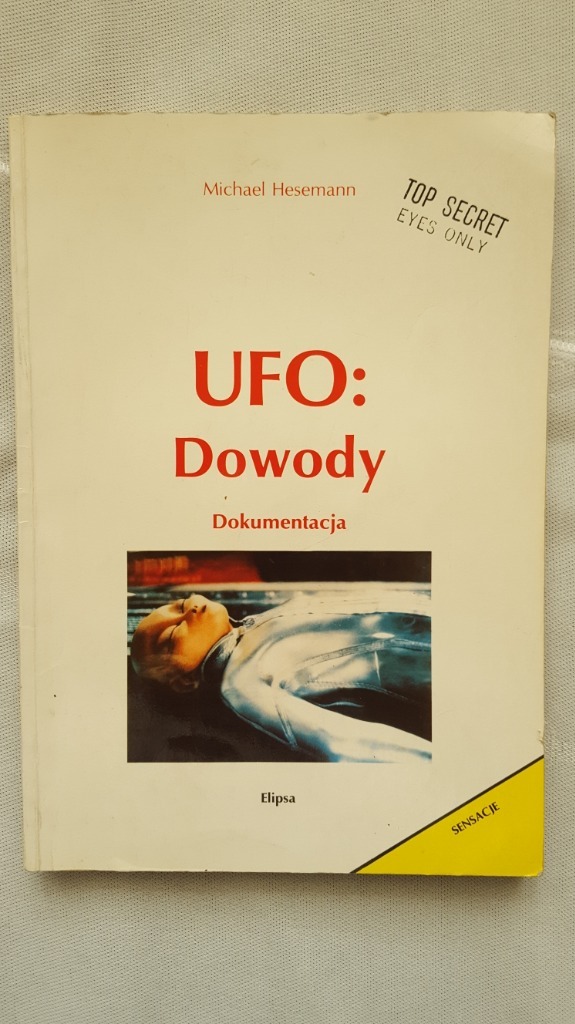 Michael Hesemann
TOP SECRET
EYES ONLY
UFO:
Dowody
Dokumentacja
Elipsa
SENSACJE